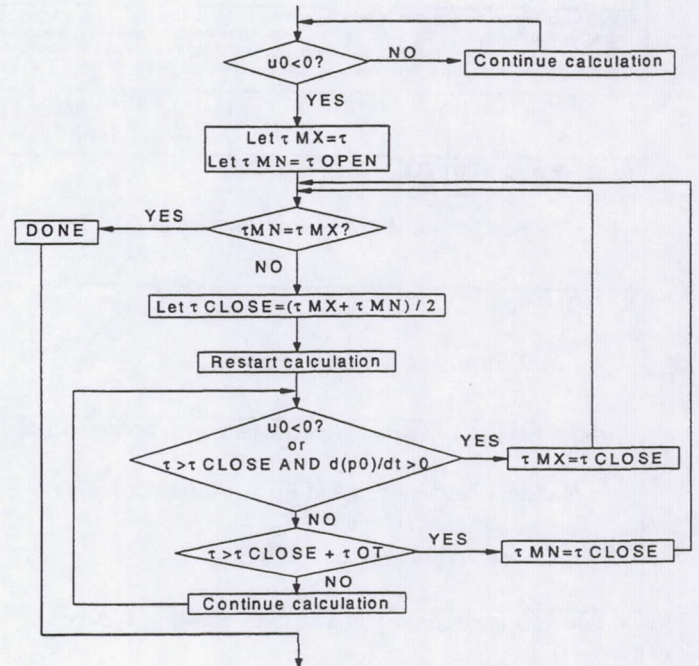 u0<0?
NO
Continue calculation
YES
Let τ MX=τ
Let τ MN= τ OPEN
DONE
YES
τMN=τ MX?
NO
Let τ CLOSE=(τ MX+τ MN) / 2
Restart calculation
u0<0?
or
τ >τ CLOSE AND d(p0)/dt >0
YES
τ MX=τ CLOSE
NO
τ >τ CLOSE + τ OT
YES
τ MN=τ CLOSE
NO
Continue calculation